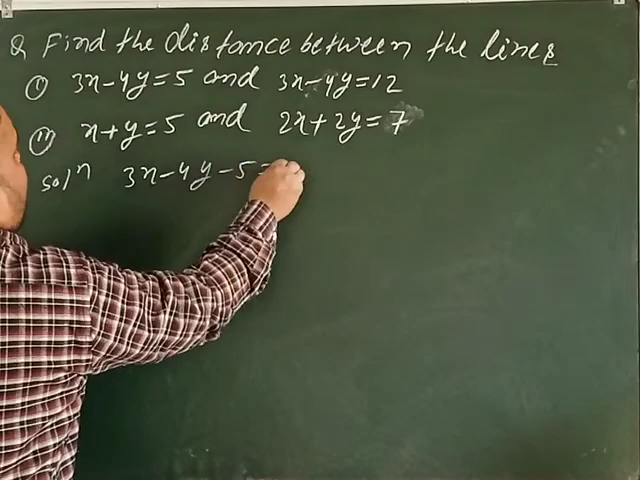 Q Find the distance between the lines
(i) 3x-4y=5 and 3x-4y=12
(ii) x+y=5 and 2x+2y=7
solⁿ 3x-4y-5=